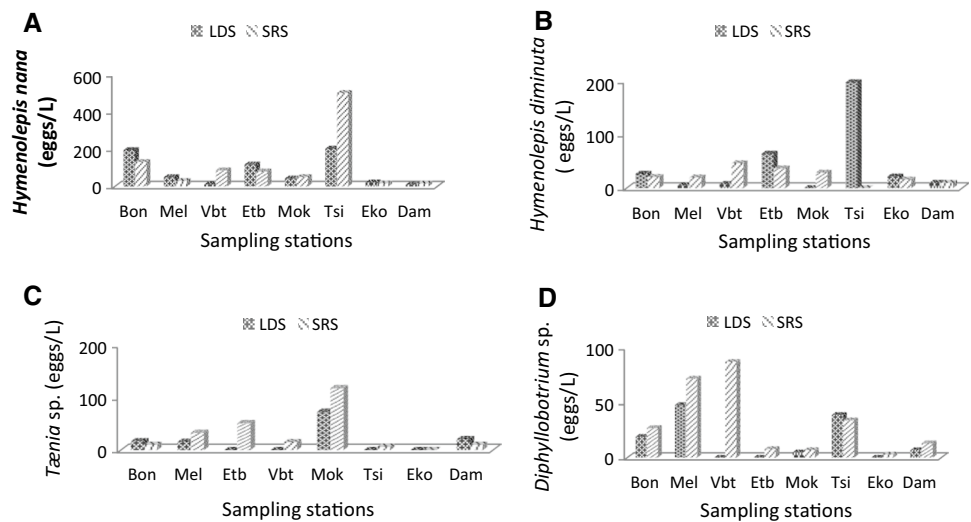 A
LDS SRS
Hymenolepis nana
(eggs/L)
600
400
200
0
Bon Mel Vbt Etb Mok Tsi Eko Dam
Sampling stations
B
LDS SRS
Hymenolepis diminuta
( eggs/L)
200
100
0
Bon Mel Vbt Etb Mok Tsi Eko Dam
Sampling stations
C
LDS SRS
Tænia sp. (eggs/L)
200
100
0
Bon Mel Etb Vbt Mok Tsi Eko Dam
Sampling stations
D
LDS SRS
Diphyllobotrium sp.
(eggs/L)
100
50
0
Bon Mel Vbt Etb Mok Tsi Eko Dam
Sampling stations